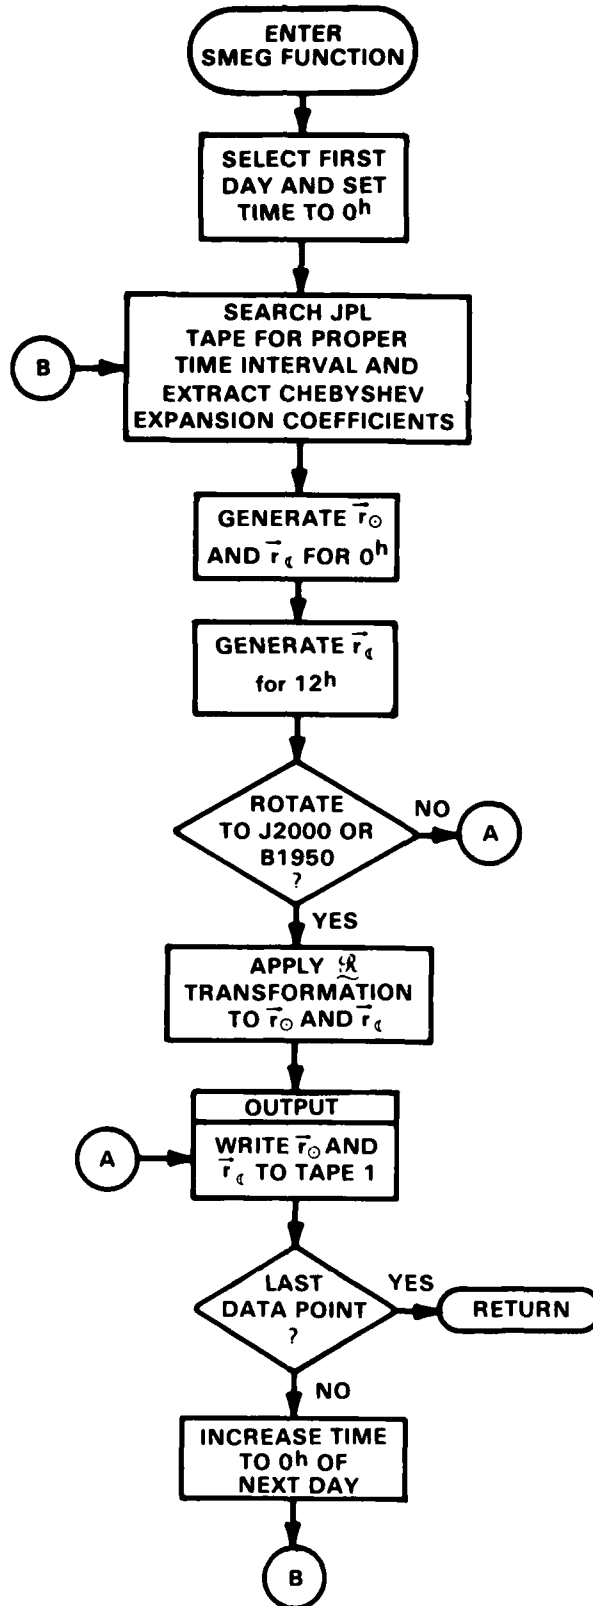 ENTER
SMEG FUNCTION
SELECT FIRST
DAY AND SET
TIME TO 0ʰ
SEARCH JPL
TAPE FOR PROPER
TIME INTERVAL AND
EXTRACT CHEBYSHEV
EXPANSION COEFFICIENTS
B
GENERATE r⃗☉
AND r⃗☾ FOR 0ʰ
GENERATE r⃗☾
for 12ʰ
ROTATE
TO J2000 OR
B1950
?
NO
A
YES
APPLY ℛ
TRANSFORMATION
TO r⃗☉ AND r⃗☾
OUTPUT
WRITE r⃗☉ AND
r⃗☾ TO TAPE 1
A
LAST
DATA POINT
?
YES
RETURN
NO
INCREASE TIME
TO 0ʰ OF
NEXT DAY
B